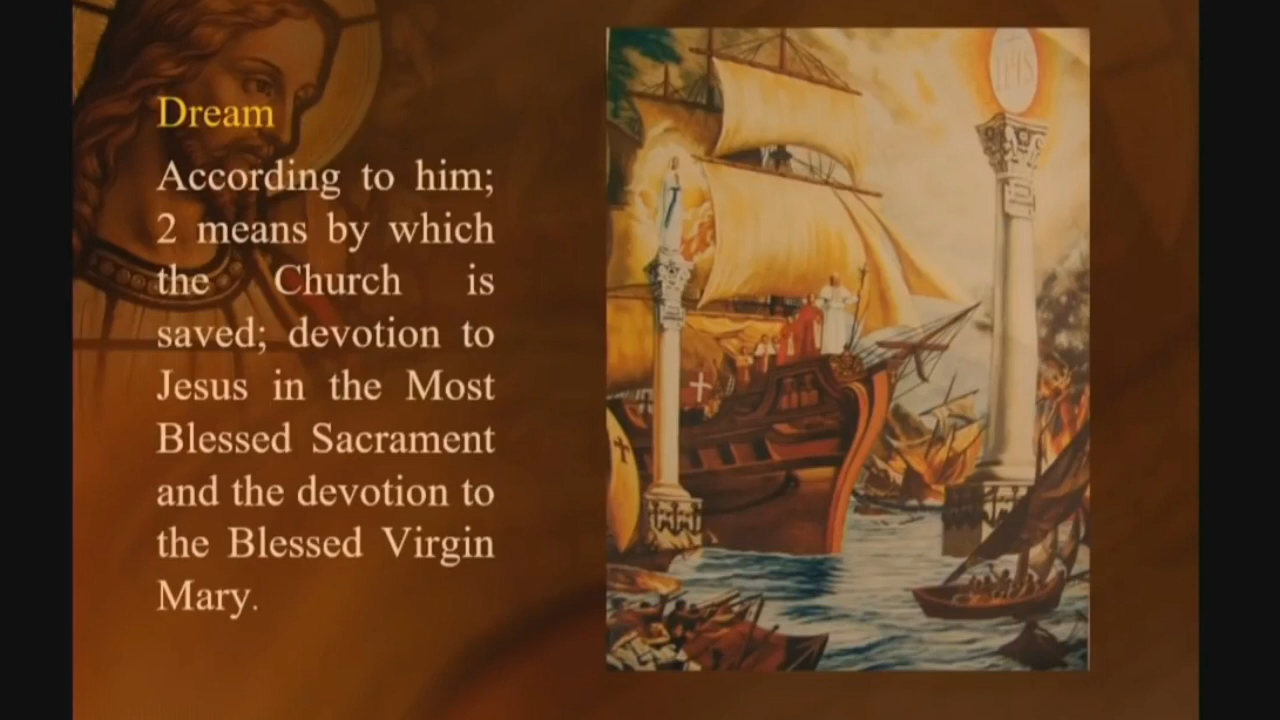 Dream
According to him;
2 means by which
the Church is
saved; devotion to
Jesus in the Most
Blessed Sacrament
and the devotion to
the Blessed Virgin
Mary.
IHS